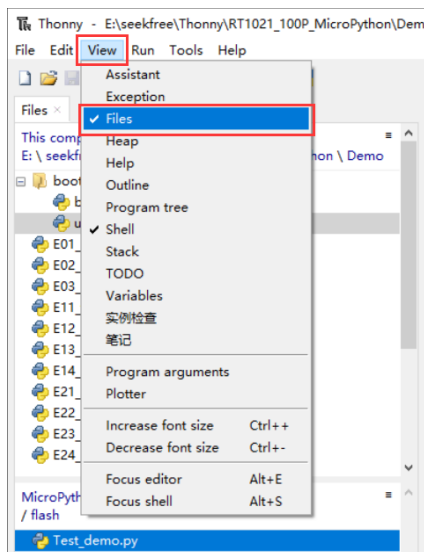 Thonny - E:\seekfree\Thonny\RT1021_100P_MicroPython\Dem
File Edit View Run Tools Help
Files
This comp
E: \ seekf
hon \ Demo
boot
b
u
E01_
E02_
E03_
E11_
E12_
E13_
E14_
E21_
E22_
E23_
E24_
Assistant
Exception
Files
Heap
Help
Outline
Program tree
Shell
Stack
TODO
Variables
实例检查
笔记
Program arguments
Plotter
Increase font size Ctrl++
Decrease font size Ctrl+-
Focus editor Alt+E
Focus shell Alt+S
MicroPyth
/ flash
Test_demo.py